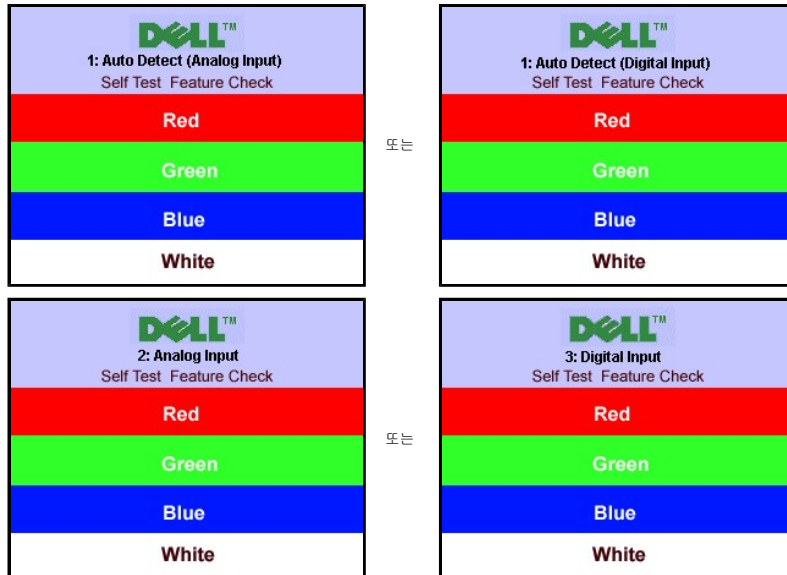 DELL™
1: Auto Detect (Analog Input)
Self Test Feature Check
Red
Green
Blue
White
또는
DELL™
1: Auto Detect (Digital Input)
Self Test Feature Check
Red
Green
Blue
White
DELL™
2: Analog Input
Self Test Feature Check
Red
Green
Blue
White
또는
DELL™
3: Digital Input
Self Test Feature Check
Red
Green
Blue
White